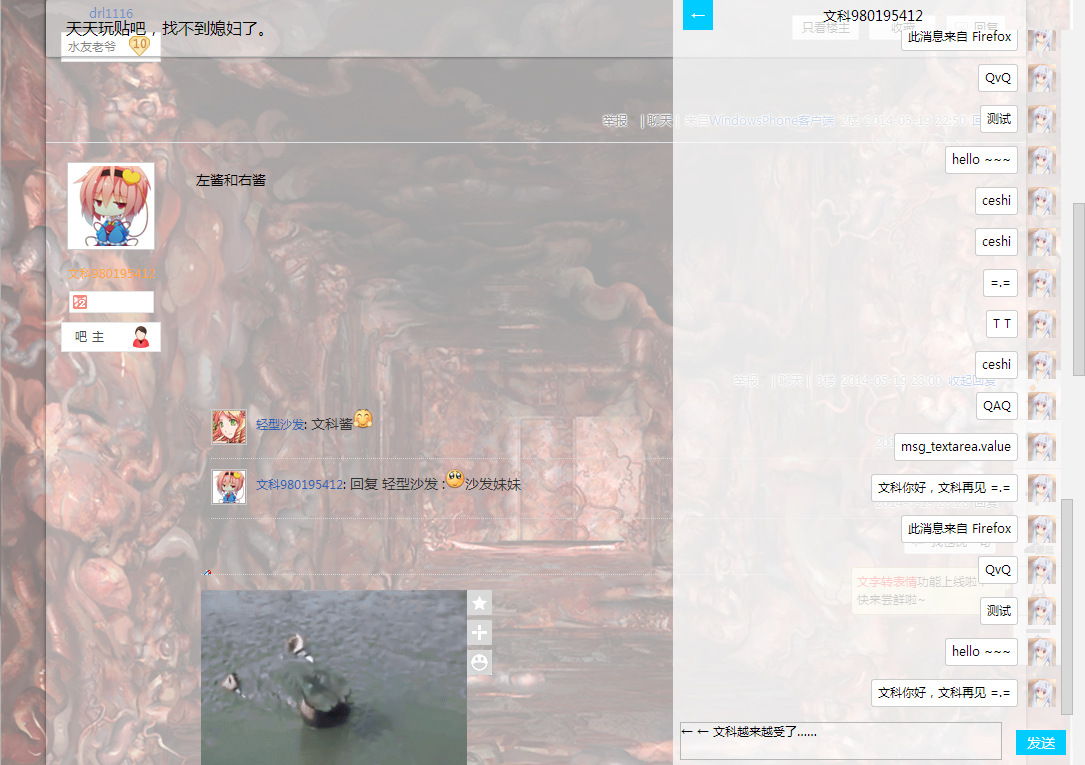 drl1116
天天玩贴吧，找不到媳妇了。
水友老爷 10
举报 | 聊天 | 来自Windows8hone客户端 2楼 2014-05-19 22:50 回
左酱和右酱
文科980195412
吧 主
举报 | 聊天 | 3楼 2014-05-19 23:00 收起回复
轻型沙发: 文科酱
文科980195412: 回复 轻型沙发 : 沙发妹妹
←
文科980195412
只看楼主 收藏 回复
此消息来自 Firefox
QvQ
测试
hello ~~~
ceshi
ceshi
=.=
T T
ceshi
QAQ
msg_textarea.value
文科你好，文科再见 =.=
此消息来自 Firefox
QvQ
文字转表情功能上线啦
快来尝鲜啦~
测试
hello ~~~
文科你好，文科再见 =.=
← ← 文科越来越受了......
发送